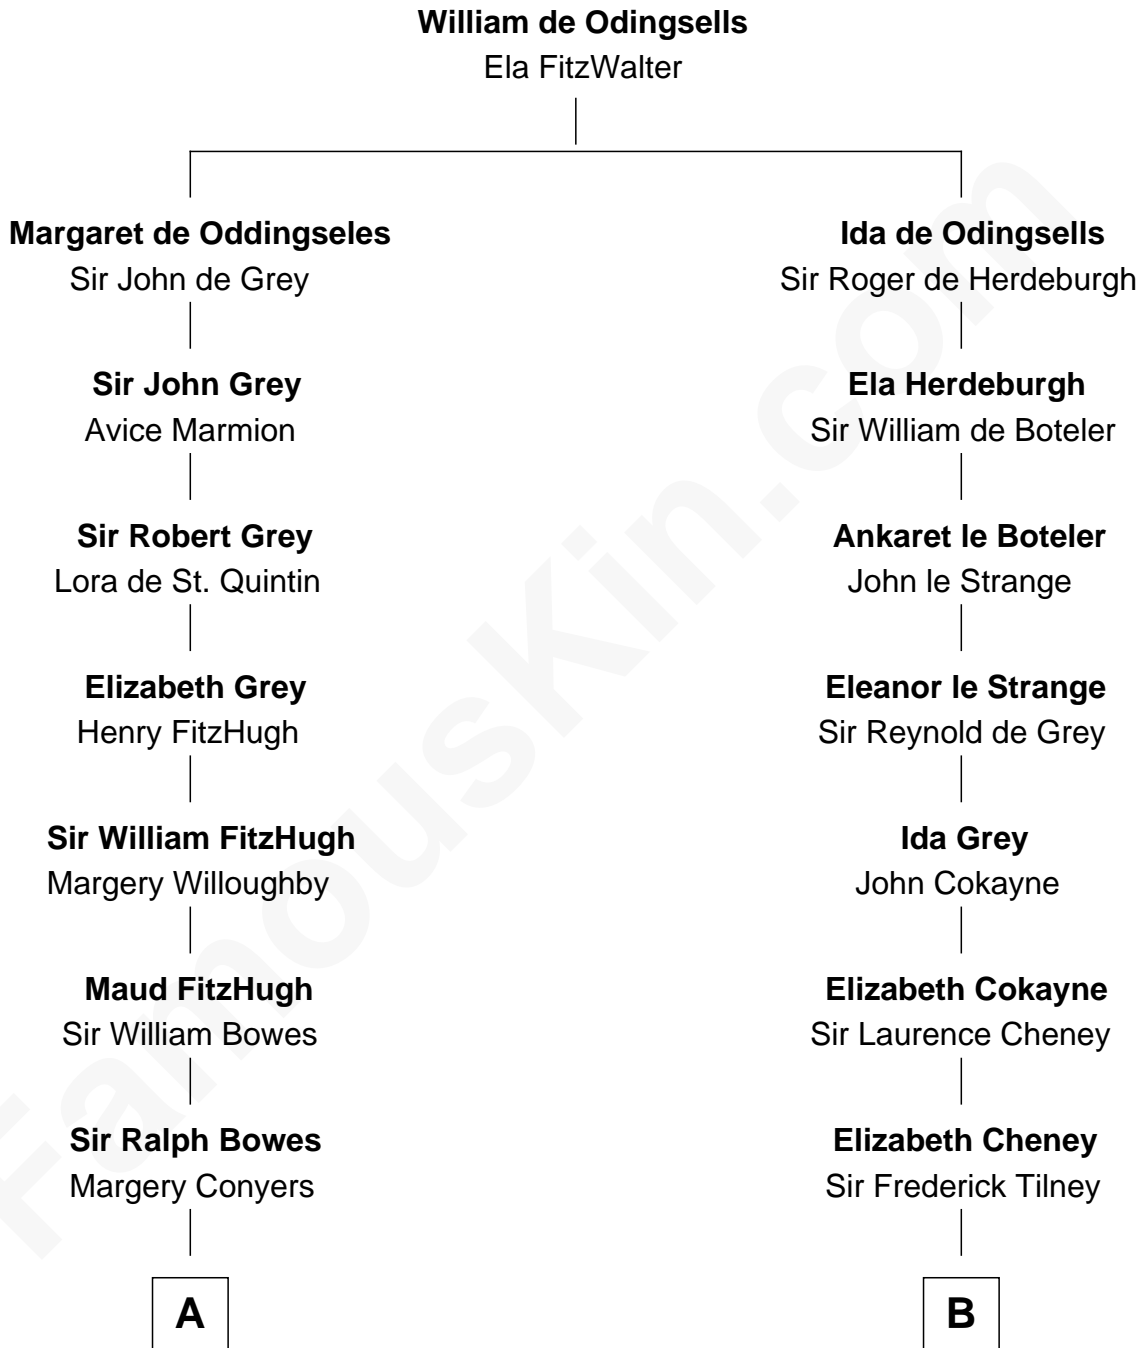 William de Odingsells
Ela FitzWalter
Margaret de Oddingseles
Sir John de Grey
Ida de Odingsells
Sir Roger de Herdeburgh
Sir John Grey
Avice Marmion
Ela Herdeburgh
Sir William de Boteler
Sir Robert Grey
Lora de St. Quintin
Ankaret le Boteler
John le Strange
Elizabeth Grey
Henry FitzHugh
Eleanor le Strange
Sir Reynold de Grey
Sir William FitzHugh
Margery Willoughby
Ida Grey
John Cokayne
Maud FitzHugh
Sir William Bowes
Elizabeth Cokayne
Sir Laurence Cheney
Sir Ralph Bowes
Margery Conyers
Elizabeth Cheney
Sir Frederick Tilney
A
B
FamousKin.com